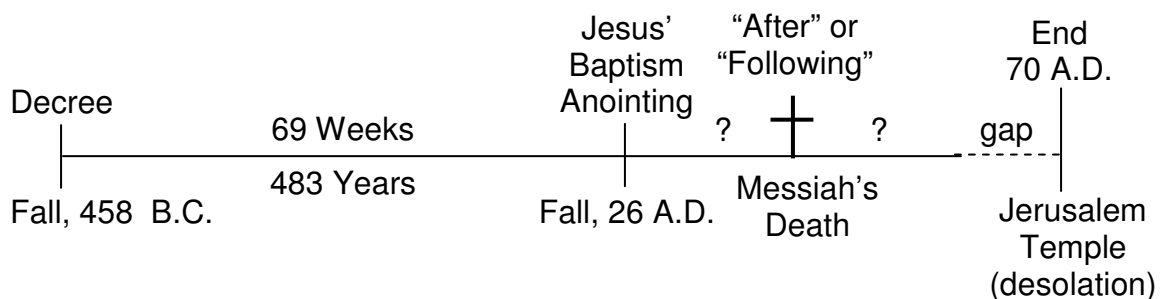 Decree
69 Weeks
483 Years
Fall, 458 B.C.
Jesus’
Baptism
Anointing
Fall, 26 A.D.
“After” or
“Following”
?
?
Messiah’s
Death
gap
End
70 A.D.
Jerusalem
Temple
(desolation)